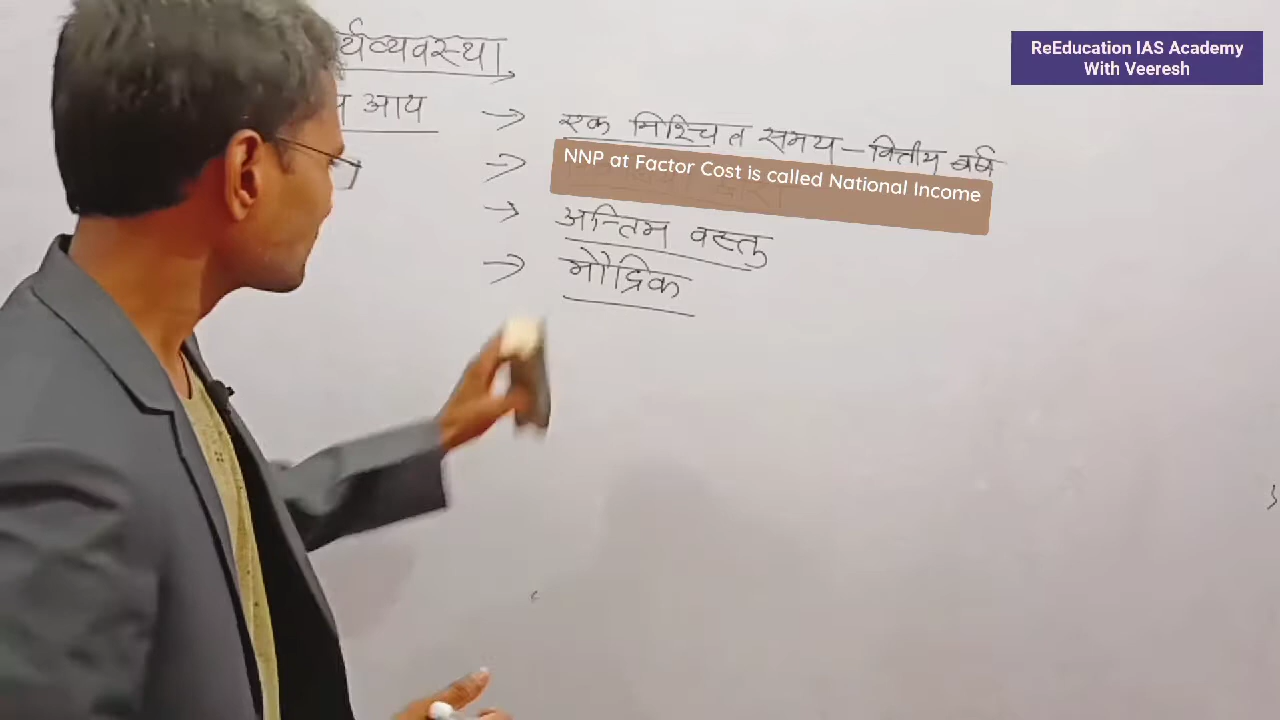 र्थव्यवस्था
आय
→ एक निश्चित समय – वित्तीय वर्ष
→
→ अन्तिम वस्तु
→ मौद्रिक
NNP at Factor Cost is called National Income
ReEducation IAS Academy
With Veeresh